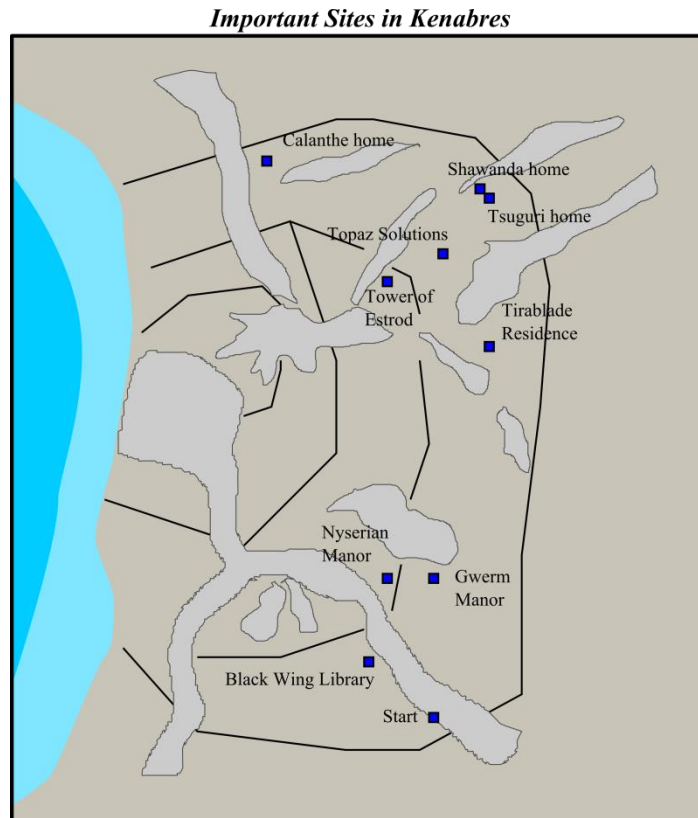 Important Sites in Kenabres
Calanthe home
Shawanda home
Tsuguri home
Topaz Solutions
Tower of
Estrod
Tirablade
Residence
Nyserian
Manor
Gwerm
Manor
Black Wing Library
Start